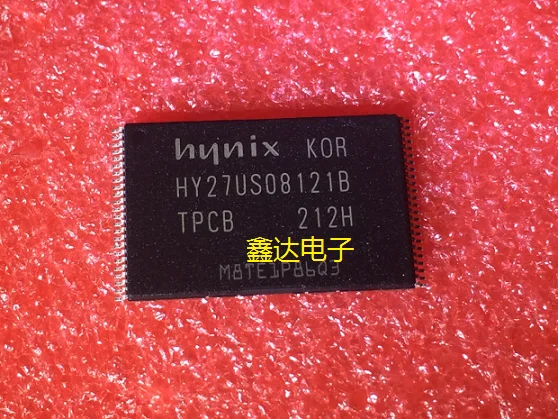 hynix KOR
HY27US08121B
TPCB 212H
鑫达电子
M8TE1P86Q3